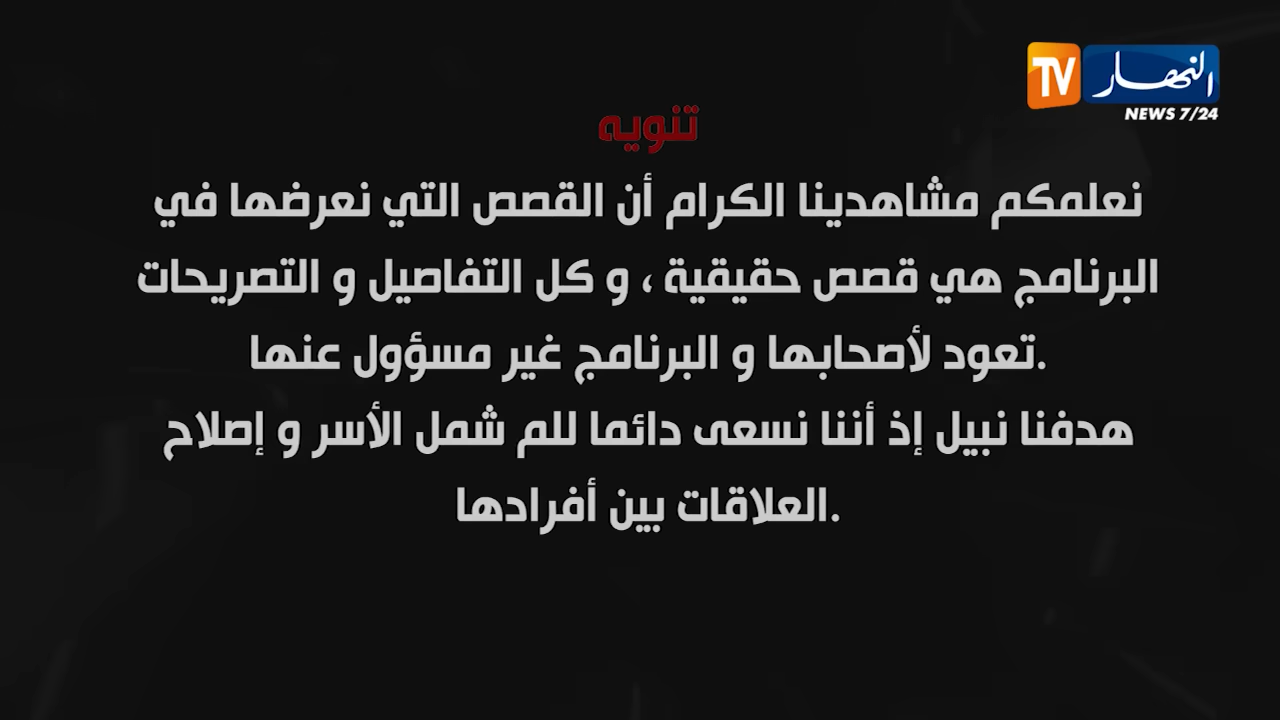 النهار TV
NEWS 7/24
تنويه
نعلمكم مشاهدينا الكرام أن القصص التي نعرضها في
البرنامج هي قصص حقيقية ، و كل التفاصيل و التصريحات
تعود لأصحابها و البرنامج غير مسؤول عنها.
هدفنا نبيل إذ أننا نسعى دائما للم شمل الأسر و إصلاح
العلاقات بين أفرادها.